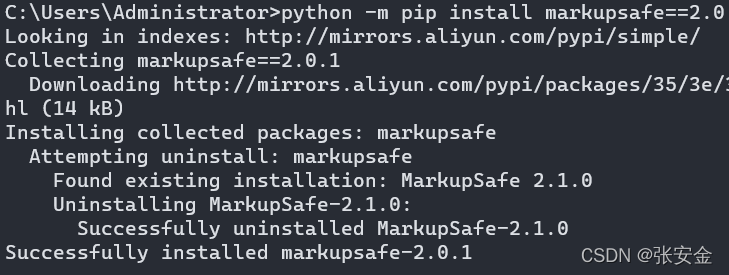 C:\Users\Administrator>python -m pip install markupsafe==2.0
Looking in indexes: http://mirrors.aliyun.com/pypi/simple/
Collecting markupsafe==2.0.1
  Downloading http://mirrors.aliyun.com/pypi/packages/35/3e/
hl (14 kB)
Installing collected packages: markupsafe
  Attempting uninstall: markupsafe
    Found existing installation: MarkupSafe 2.1.0
    Uninstalling MarkupSafe-2.1.0:
      Successfully uninstalled MarkupSafe-2.1.0
Successfully installed markupsafe-2.0.1
CSDN @张安金